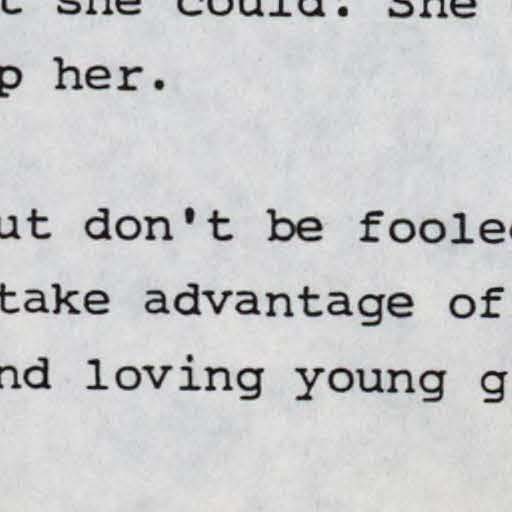 t she could. She
p her.
ut don't be foole
take advantage of
nd loving young g